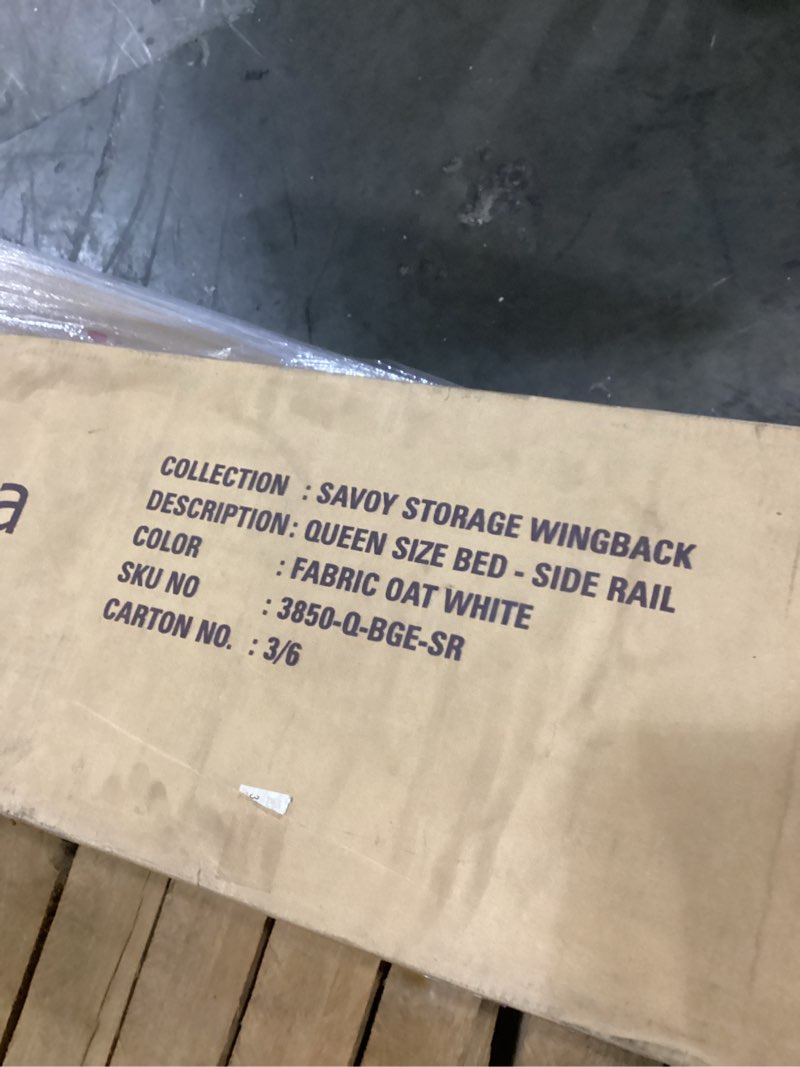 a
COLLECTION : SAVOY STORAGE WINGBACK
DESCRIPTION: QUEEN SIZE BED - SIDE RAIL
COLOR : FABRIC OAT WHITE
SKU NO : 3850-Q-BGE-SR
CARTON NO. : 3/6